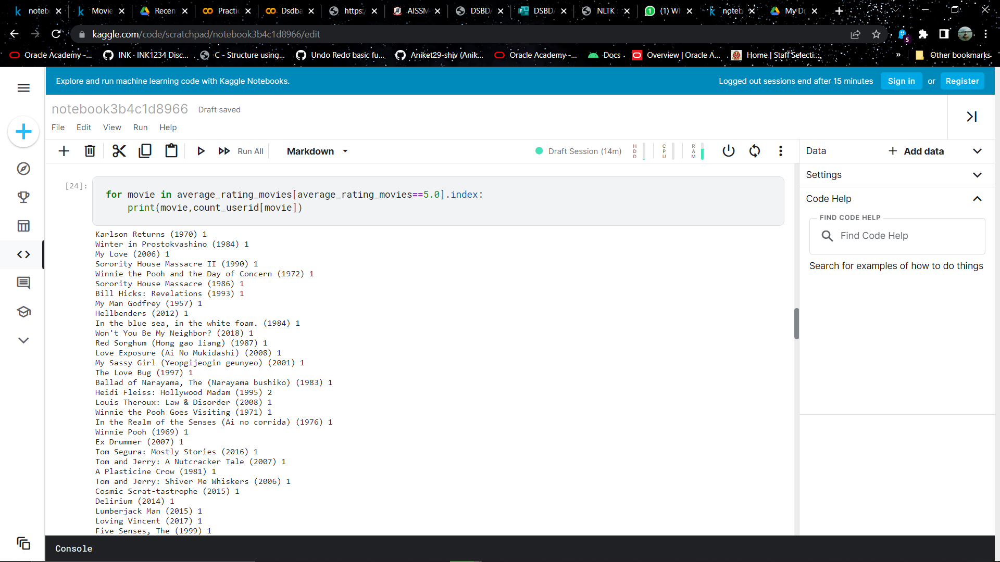 noteb
Movie
Recen
Practic
Dsdba
https:/
AISSM
DSBD
DSBD
NLTK
(1) W
noteb
My D
kaggle.com/code/scratchpad/notebook3b4c1d8966/edit
5
Oracle Academy -...
INK · INK1234 Disc...
C - Structure using...
Undo Redo basic fu...
Aniket29-shiv (Anik...
Oracle Academy -...
Docs
Overview | Oracle A...
Home | Staff Selecti...
»
Other bookmarks
Explore and run machine learning code with Kaggle Notebooks.
Logged out sessions end after 15 minutes
Sign in
or
Register
notebook3b4c1d8966
Draft saved
File
Edit
View
Run
Help
Run All
Markdown
Draft Session (14m)
HDD
CPU
RAM
Data
+ Add data
Settings
Code Help
FIND CODE HELP
Find Code Help
Search for examples of how to do things
[24]:
for movie in average_rating_movies[average_rating_movies==5.0].index:
    print(movie,count_userid[movie])
Karlson Returns (1970) 1
Winter in Prostokvashino (1984) 1
My Love (2006) 1
Sorority House Massacre II (1990) 1
Winnie the Pooh and the Day of Concern (1972) 1
Sorority House Massacre (1986) 1
Bill Hicks: Revelations (1993) 1
My Man Godfrey (1957) 1
Hellbenders (2012) 1
In the blue sea, in the white foam. (1984) 1
Won't You Be My Neighbor? (2018) 1
Red Sorghum (Hong gao liang) (1987) 1
Love Exposure (Ai No Mukidashi) (2008) 1
My Sassy Girl (Yeopgijeogin geunyeo) (2001) 1
The Love Bug (1997) 1
Ballad of Narayama, The (Narayama bushiko) (1983) 1
Heidi Fleiss: Hollywood Madam (1995) 2
Louis Theroux: Law & Disorder (2008) 1
Winnie the Pooh Goes Visiting (1971) 1
In the Realm of the Senses (Ai no corrida) (1976) 1
Winnie Pooh (1969) 1
Ex Drummer (2007) 1
Tom Segura: Mostly Stories (2016) 1
Tom and Jerry: A Nutcracker Tale (2007) 1
A Plasticine Crow (1981) 1
Tom and Jerry: Shiver Me Whiskers (2006) 1
Cosmic Scrat-tastrophe (2015) 1
Delirium (2014) 1
Lumberjack Man (2015) 1
Loving Vincent (2017) 1
Five Senses, The (1999) 1
Console